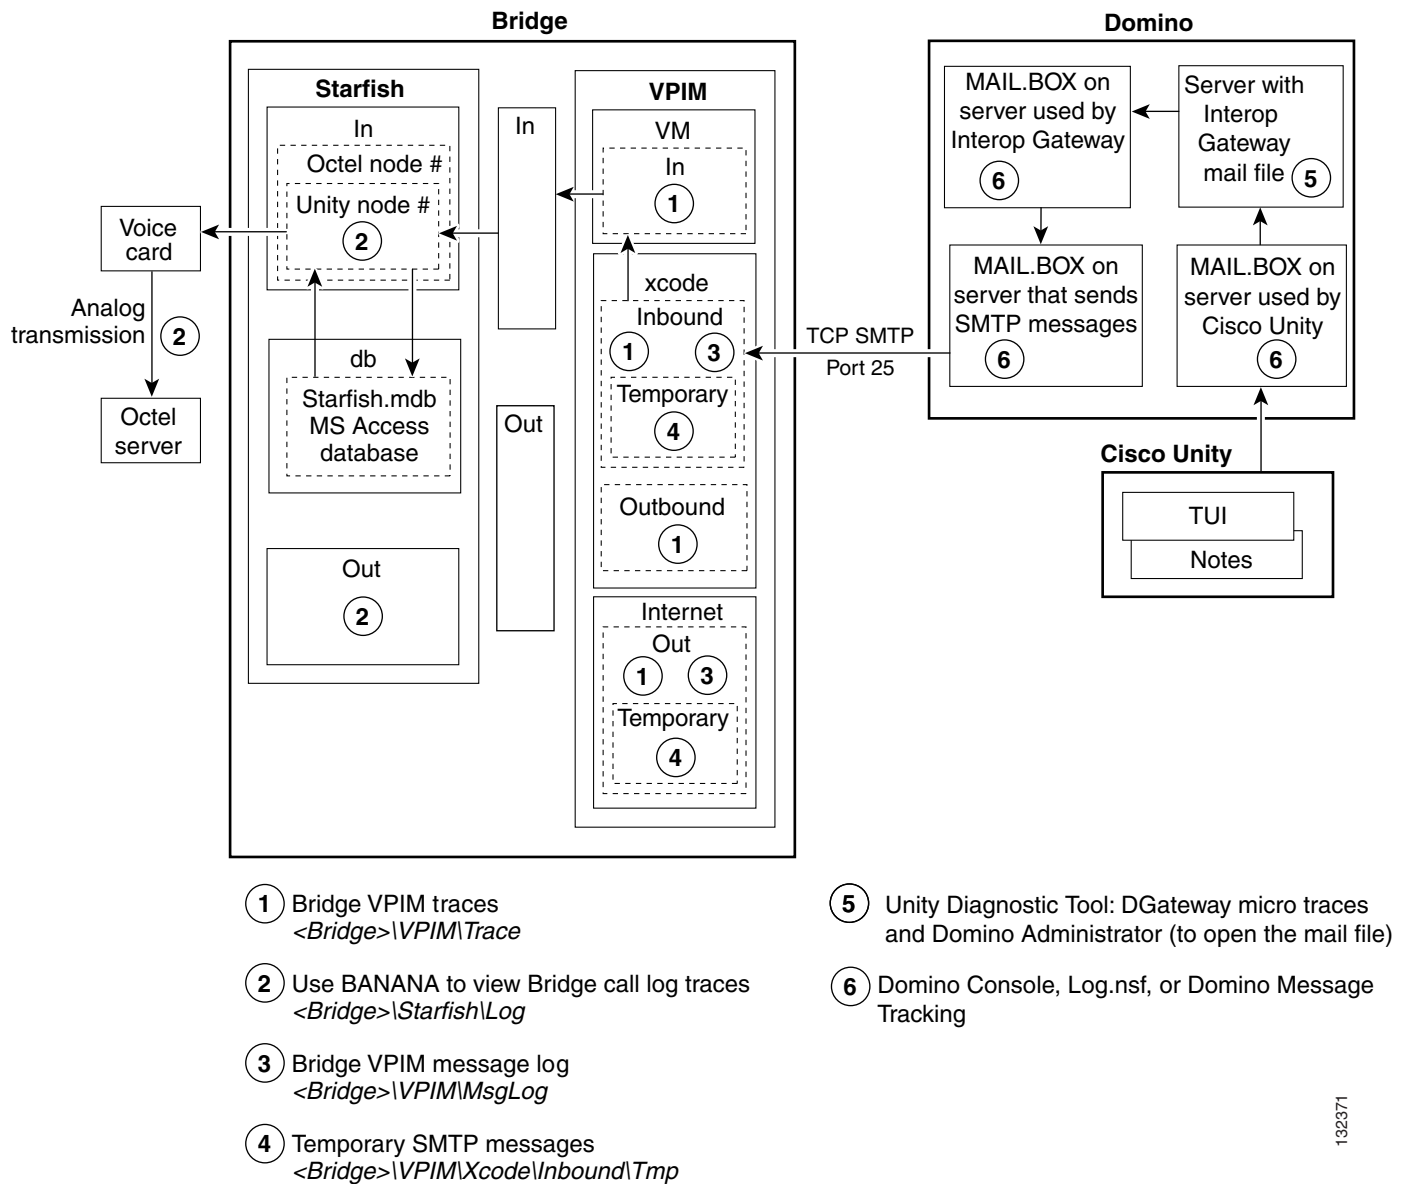 Bridge
Domino
Starfish
In
Octel node #
Unity node #
2
db
Starfish.mdb
MS Access
database
Out
2
In
Out
VPIM
VM
In
1
xcode
Inbound
1 3
Temporary
4
Outbound
1
Internet
Out
1 3
Temporary
4
Voice
card
Analog
transmission
2
Octel
server
TCP SMTP
Port 25
MAIL.BOX on
server used by
Interop Gateway
6
Server with
Interop
Gateway
mail file
5
MAIL.BOX on
server that sends
SMTP messages
6
MAIL.BOX on
server used by
Cisco Unity
6
Cisco Unity
TUI
Notes
1 Bridge VPIM traces
<Bridge>\VPIM\Trace
2 Use BANANA to view Bridge call log traces
<Bridge>\Starfish\Log
3 Bridge VPIM message log
<Bridge>\VPIM\MsgLog
4 Temporary SMTP messages
<Bridge>\VPIM\Xcode\Inbound\Tmp
5 Unity Diagnostic Tool: DGateway micro traces
and Domino Administrator (to open the mail file)
6 Domino Console, Log.nsf, or Domino Message
Tracking
132371